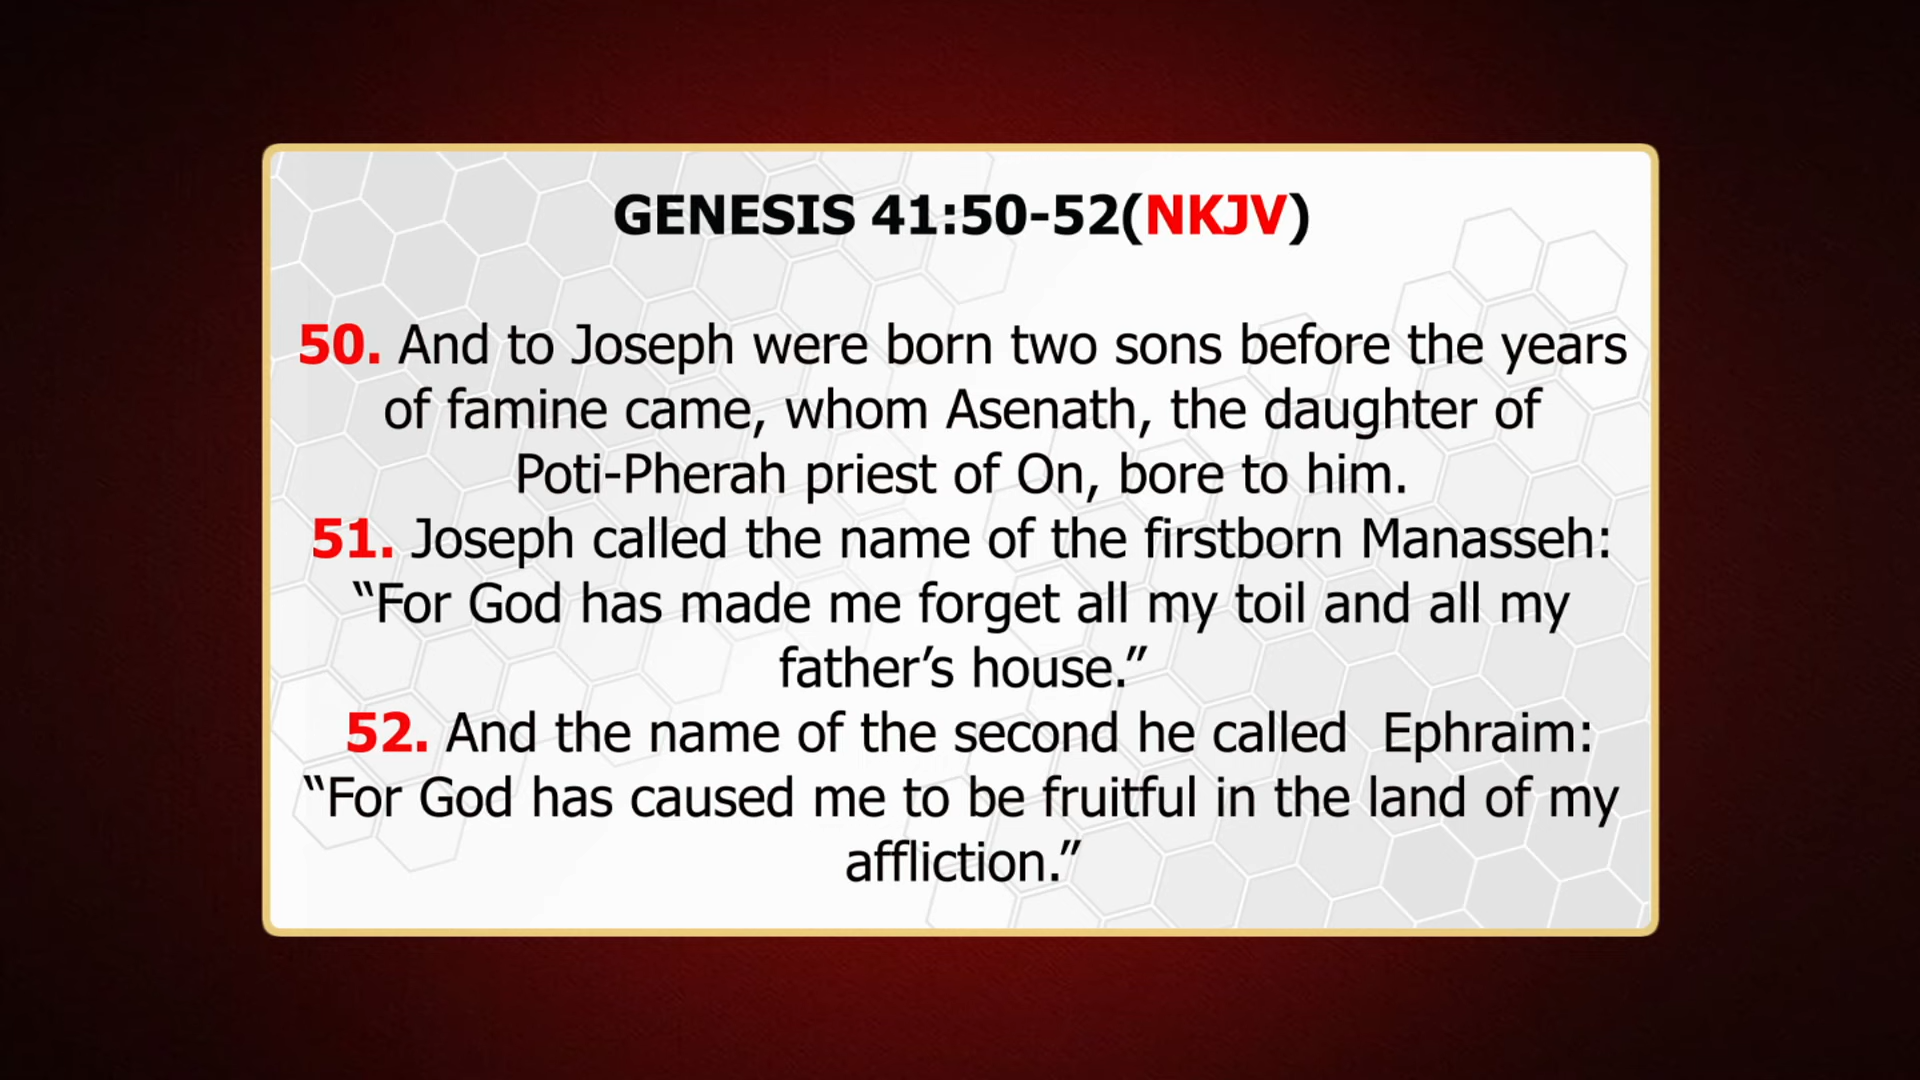 GENESIS 41:50-52(NKJV)
50. And to Joseph were born two sons before the years
of famine came, whom Asenath, the daughter of
Poti-Pherah priest of On, bore to him.
51. Joseph called the name of the firstborn Manasseh:
“For God has made me forget all my toil and all my
father’s house.”
52. And the name of the second he called  Ephraim:
“For God has caused me to be fruitful in the land of my
affliction.”